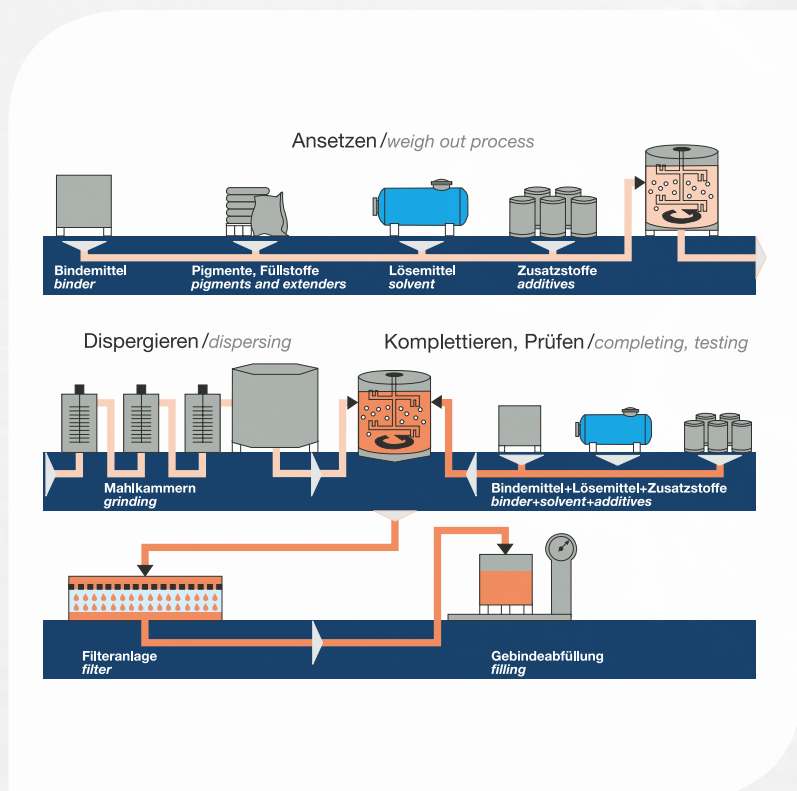 Ansetzen / weigh out process
Bindemittel
binder
Pigmente, Füllstoffe
pigments and extenders
Lösemittel
solvent
Zusatzstoffe
additives
Dispergieren / dispersing
Komplettieren, Prüfen / completing, testing
Mahlkammern
grinding
Bindemittel+Lösemittel+Zusatzstoffe
binder+solvent+additives
Filteranlage
filter
Gebindeabfüllung
filling